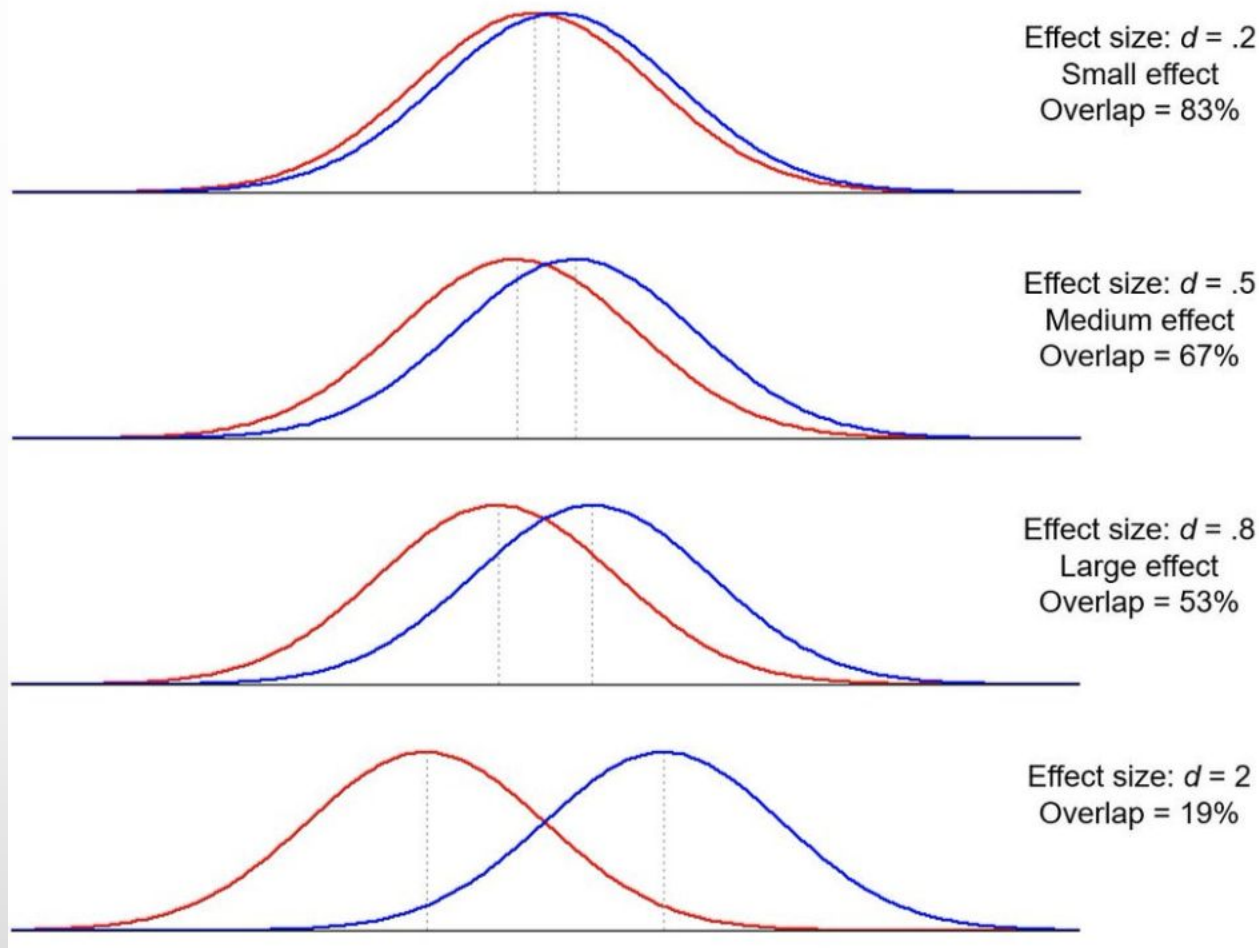 Effect size: d = .2
Small effect
Overlap = 83%
Effect size: d = .5
Medium effect
Overlap = 67%
Effect size: d = .8
Large effect
Overlap = 53%
Effect size: d = 2
Overlap = 19%